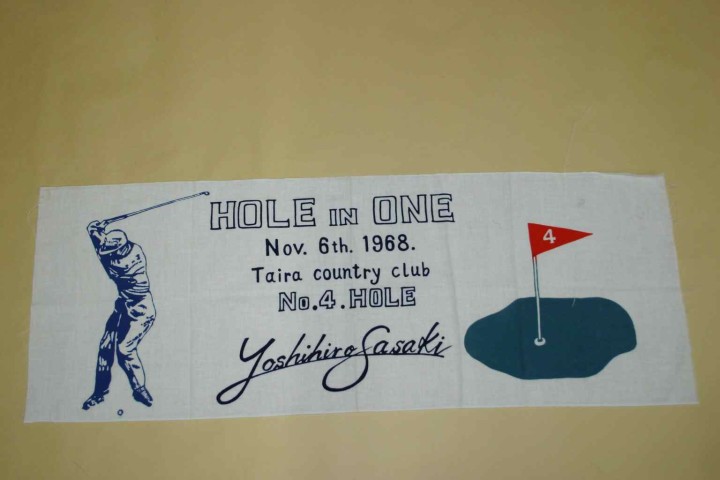 HOLE IN ONE
Nov. 6th. 1968.
Taira country club
No.4.HOLE
Yoshihiro Sasaki
4